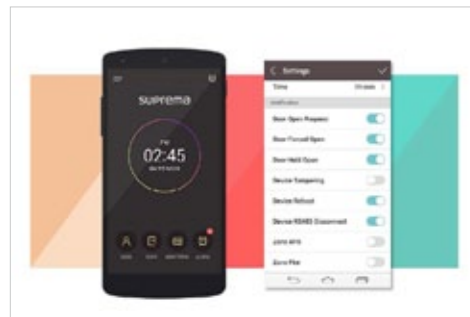 suprema
PM
02:45
Settings
Time
Door Open Request
Door Forced Open
Door Held Open
Device Tampering
Device Reboot
Device RS485 Disconnect
Zone APB
Zone Fire